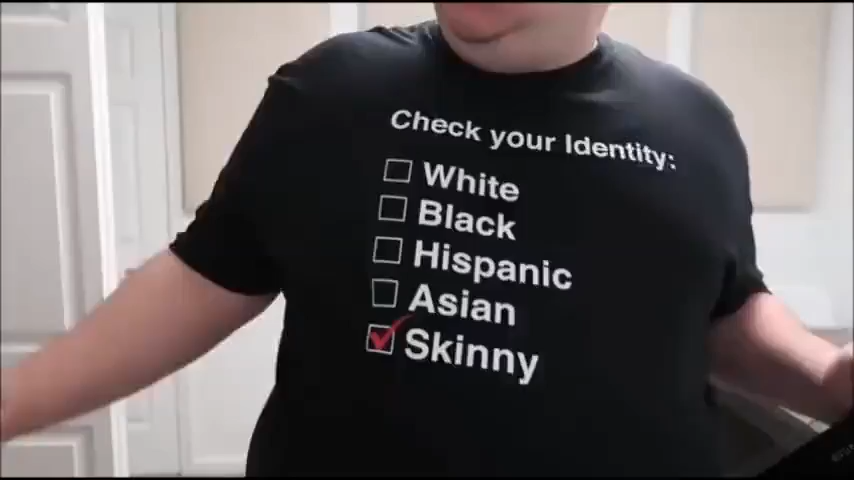 Check your Identity:
White
Black
Hispanic
Asian
Skinny